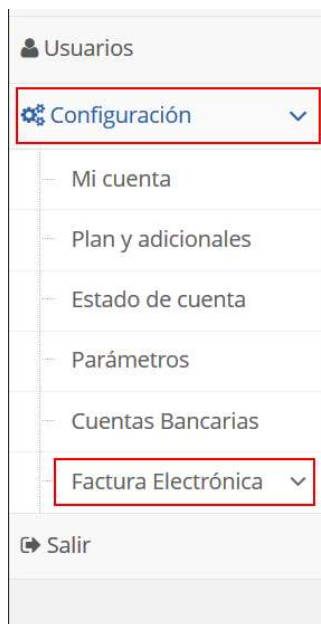 Usuarios
Configuración
Mi cuenta
Plan y adicionales
Estado de cuenta
Parámetros
Cuentas Bancarias
Factura Electrónica
Salir